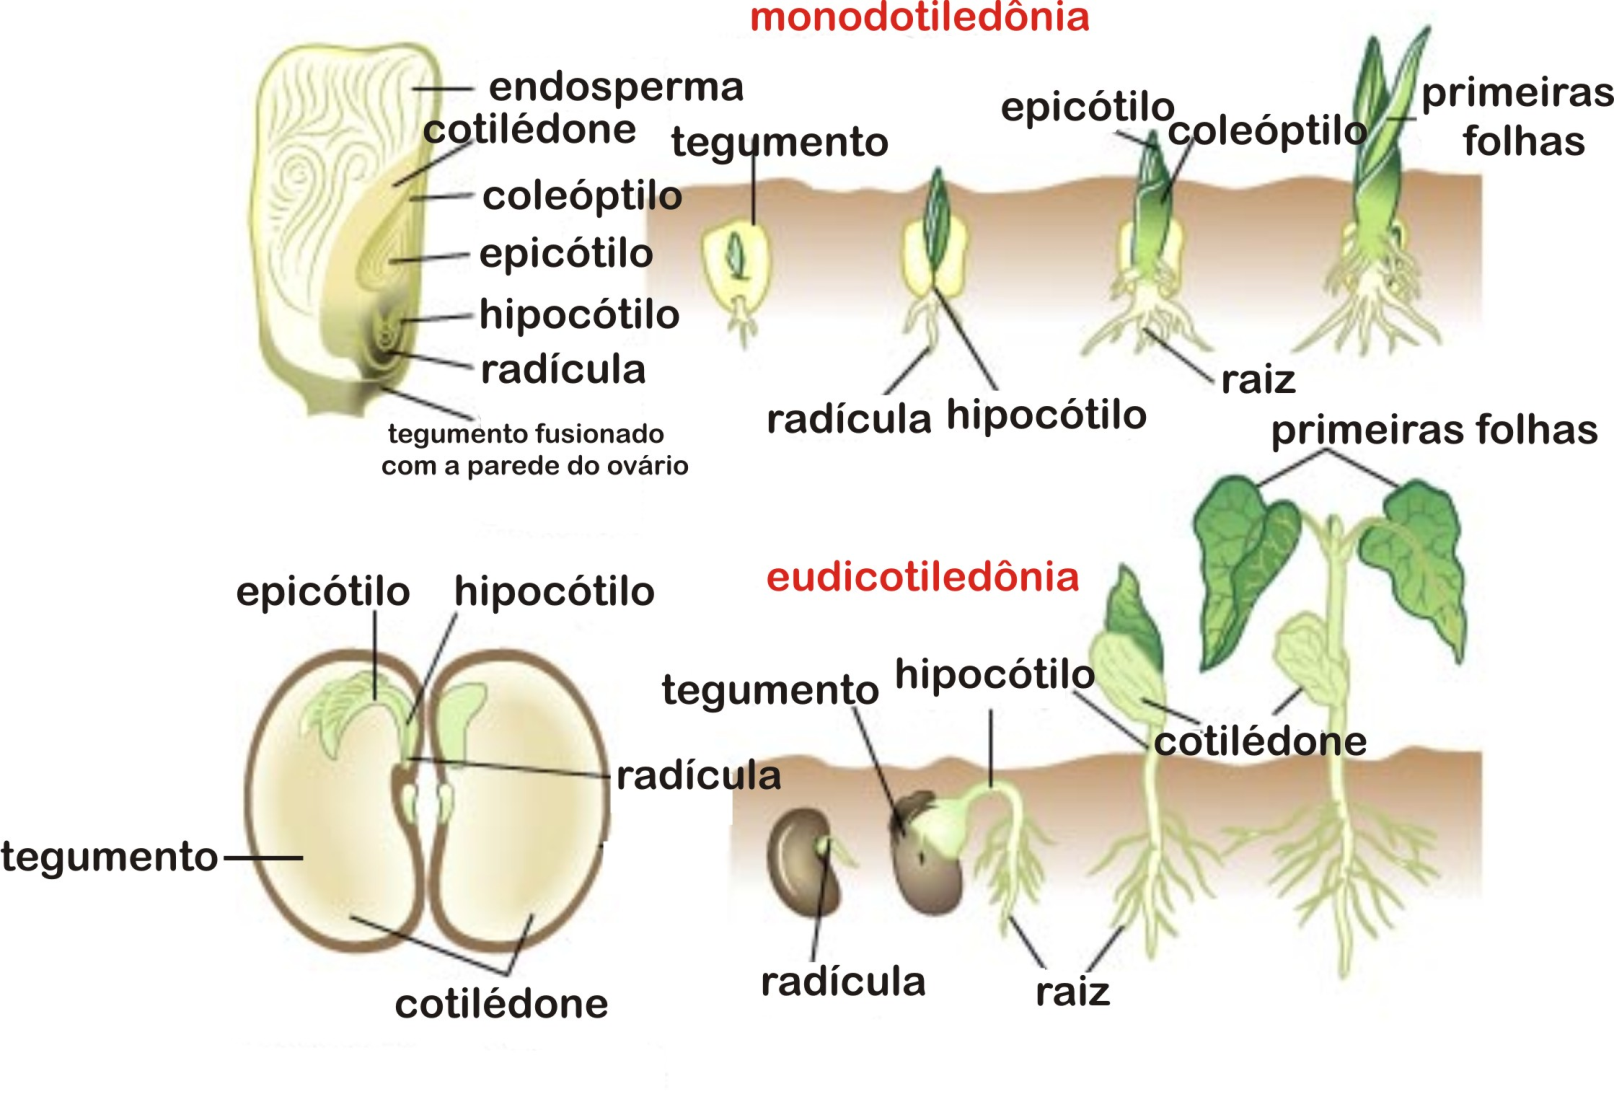 monodotiledônia
endosperma
cotilédone
coleóptilo
epicótilo
hipocótilo
radícula
tegumento fusionado
com a parede do ovário
tegumento
radícula
hipocótilo
epicótilo
coleóptilo
raiz
primeiras
folhas
eudicotiledônia
epicótilo
hipocótilo
radícula
tegumento
cotilédone
tegumento
hipocótilo
radícula
raiz
cotilédone
primeiras folhas